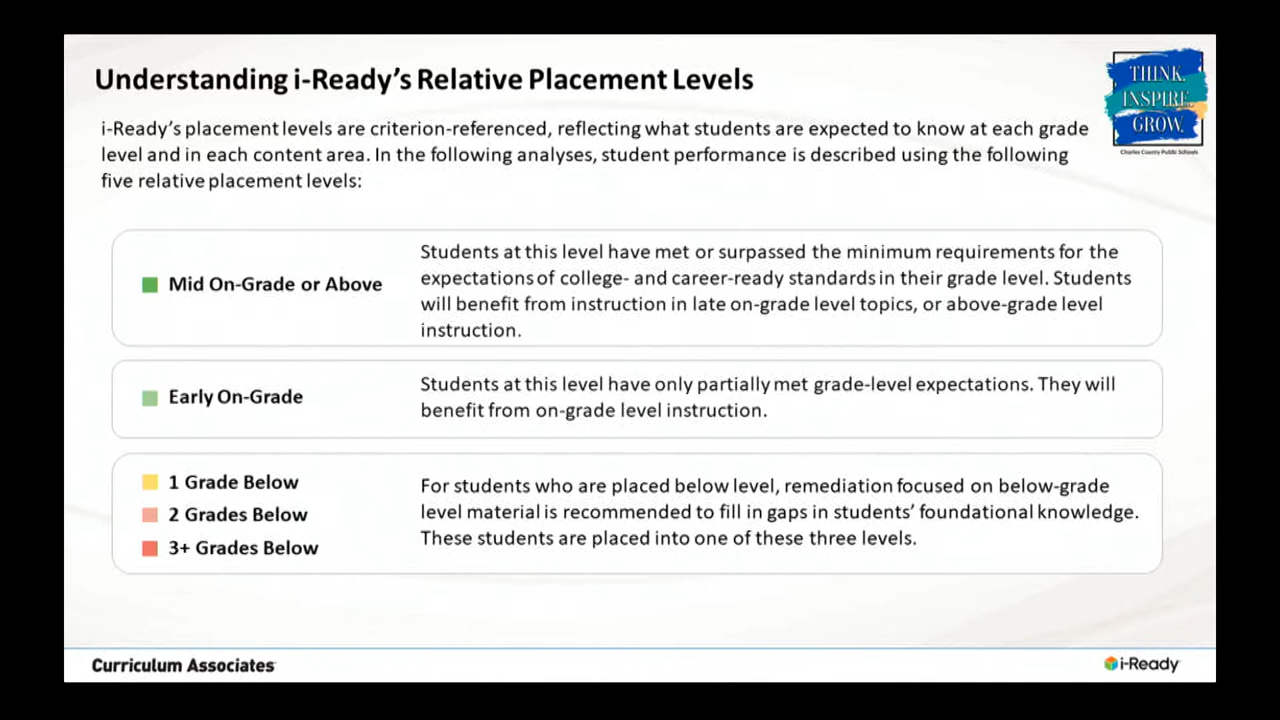 Understanding i-Ready's Relative Placement Levels
THINK.
INSPIRE.
GROW.
Charles County Public Schools
i-Ready's placement levels are criterion-referenced, reflecting what students are expected to know at each grade
level and in each content area. In the following analyses, student performance is described using the following
five relative placement levels:
Mid On-Grade or Above
Students at this level have met or surpassed the minimum requirements for the
expectations of college- and career-ready standards in their grade level. Students
will benefit from instruction in late on-grade level topics, or above-grade level
instruction.
Early On-Grade
Students at this level have only partially met grade-level expectations. They will
benefit from on-grade level instruction.
1 Grade Below
2 Grades Below
3+ Grades Below
For students who are placed below level, remediation focused on below-grade
level material is recommended to fill in gaps in students' foundational knowledge.
These students are placed into one of these three levels.
Curriculum Associates
i-Ready